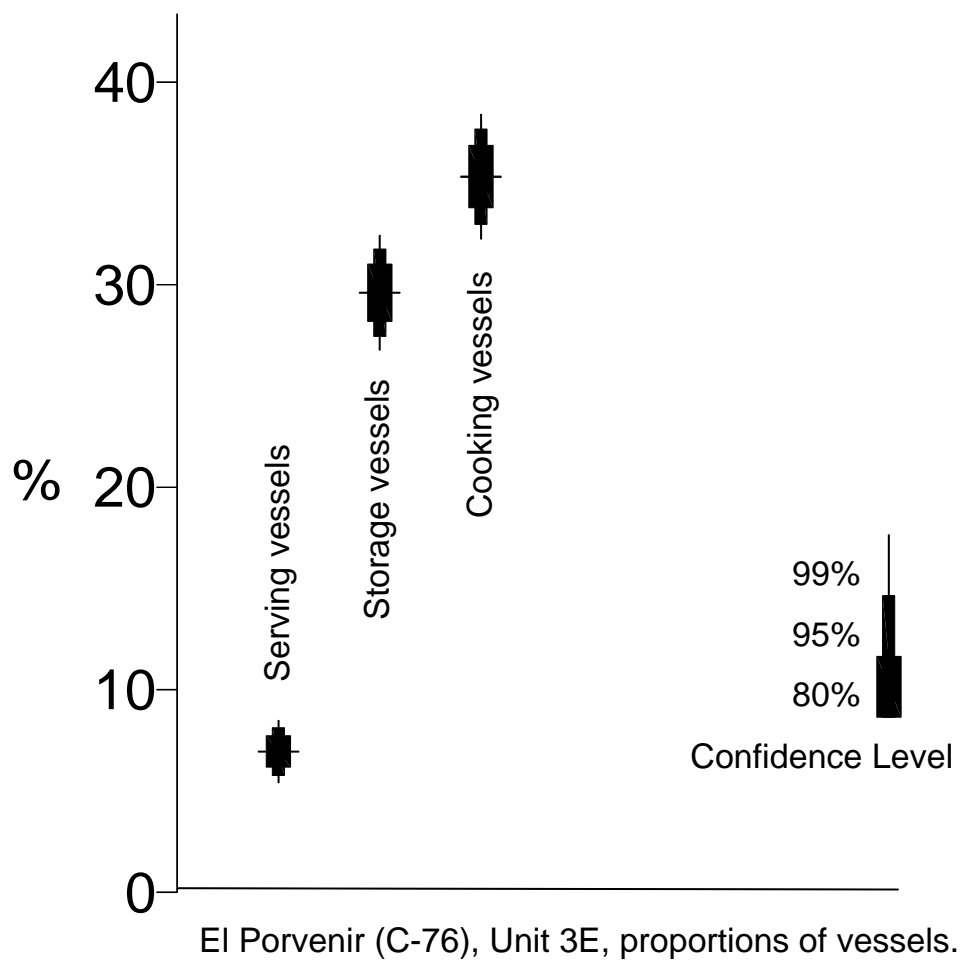 40
30
%
20
10
0
Serving vessels
Storage vessels
Cooking vessels
99%
95%
80%
Confidence Level
El Porvenir (C-76), Unit 3E, proportions of vessels.